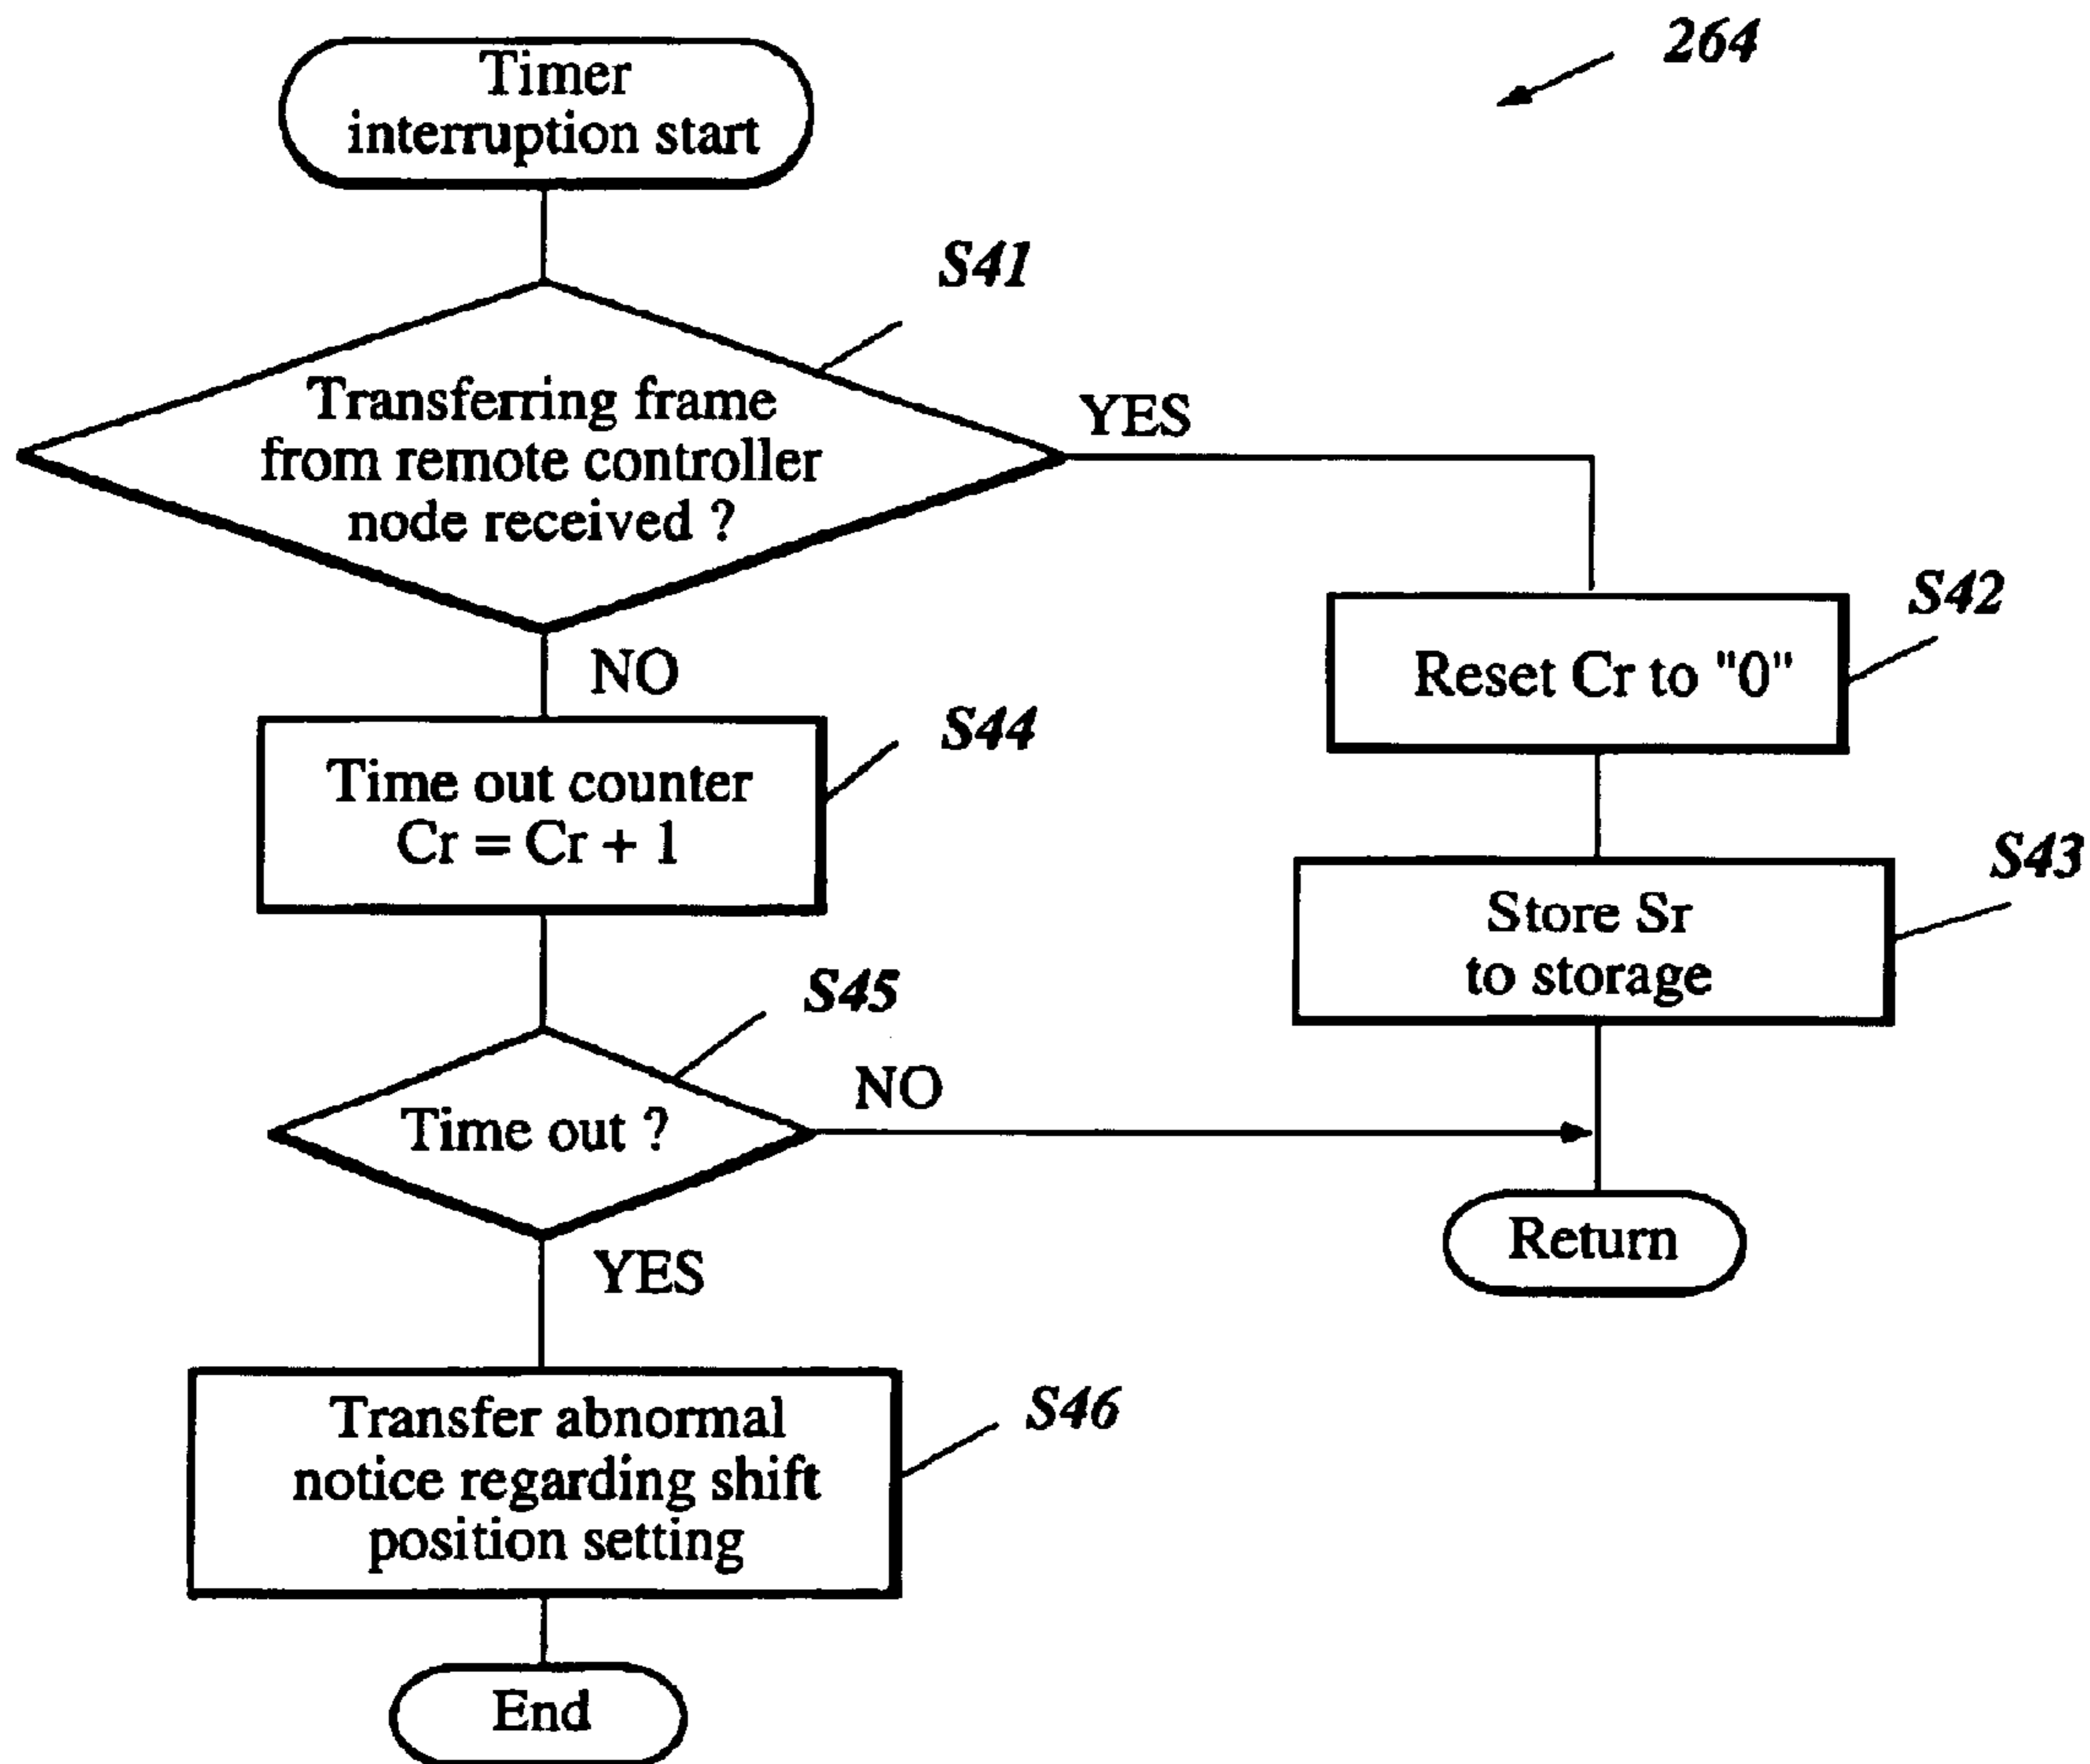 264
Timer
interruption start
S41
Transferring frame
from remote controller
node received ?
YES
NO
S42
Reset Cr to "0"
S44
Time out counter
Cr = Cr + 1
S43
Store Sr
to storage
S45
Time out ?
NO
YES
Return
S46
Transfer abnormal
notice regarding shift
position setting
End